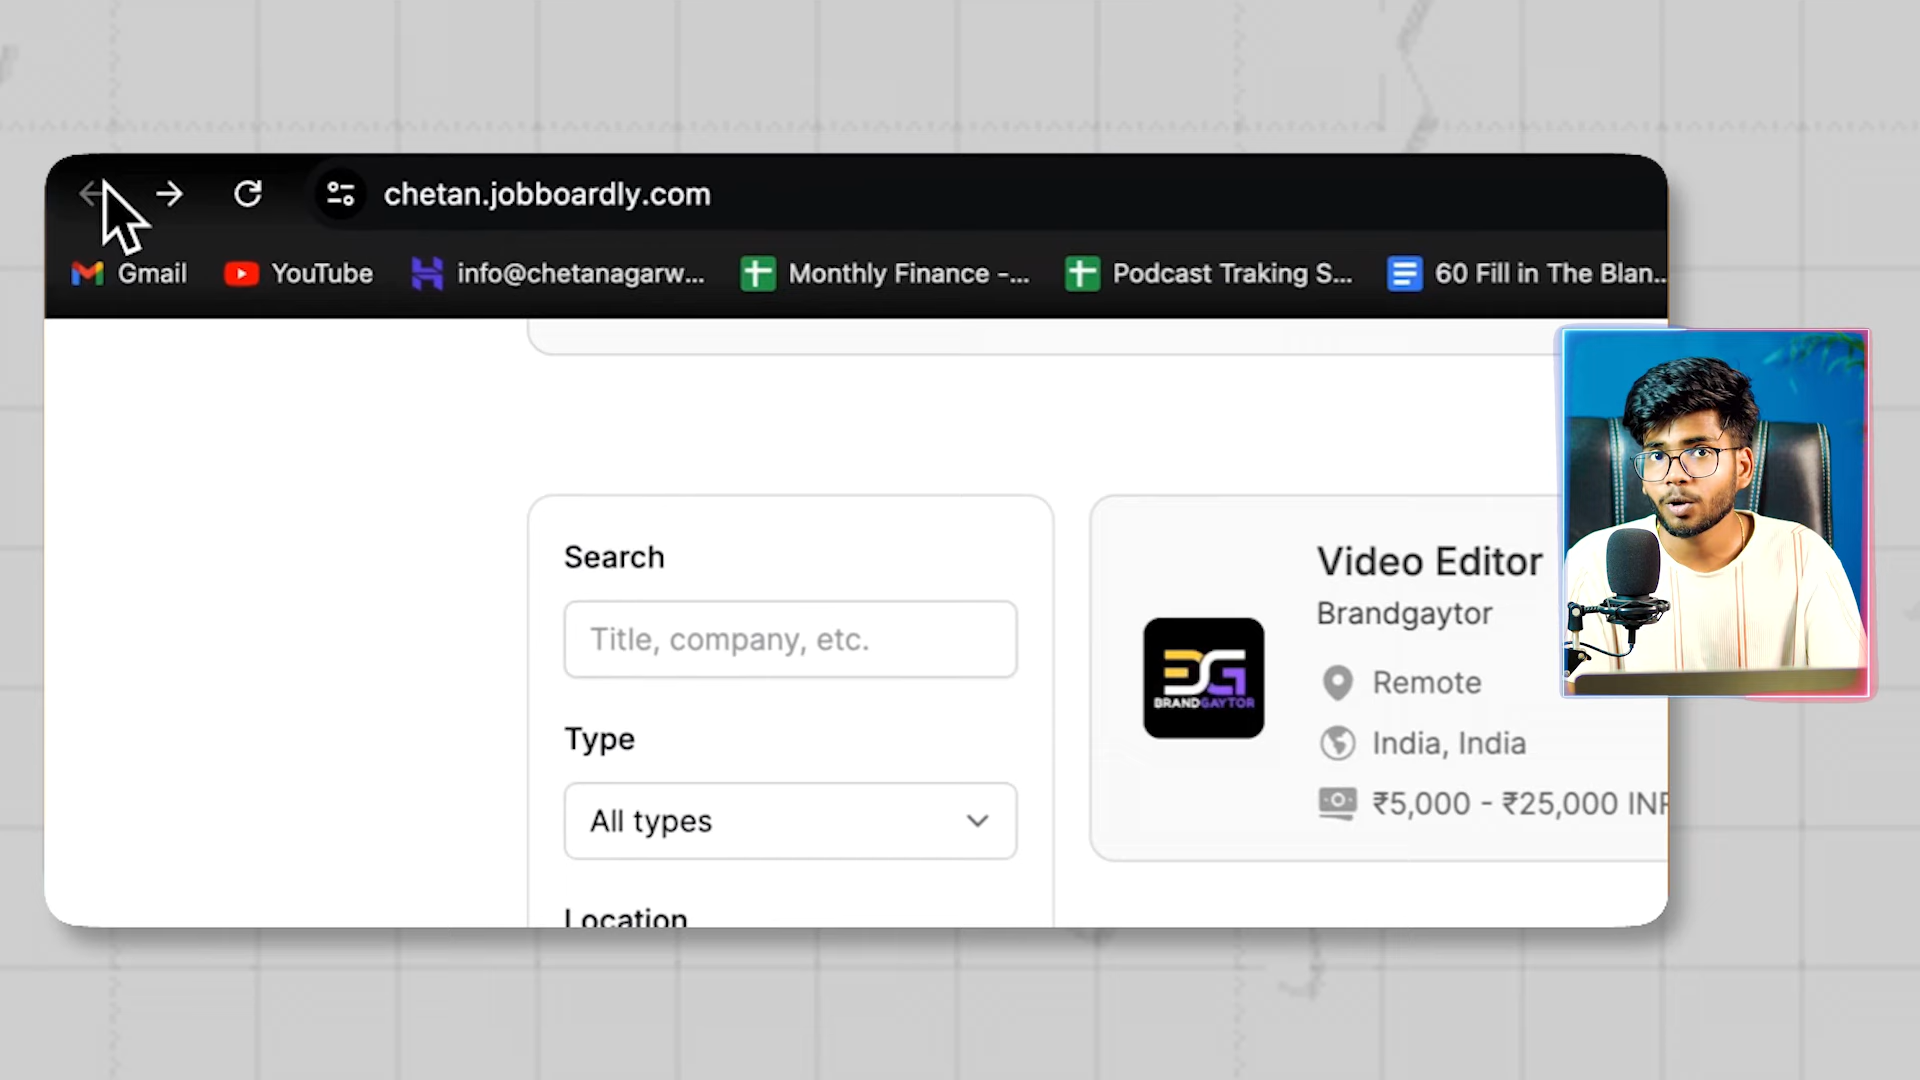 chetan.jobboardly.com
Gmail
YouTube
info@chetanagarw...
Monthly Finance -...
Podcast Traking S...
60 Fill in The Blan...
Search
Title, company, etc.
Type
All types
Location
Video Editor
Brandgaytor
BG
BRANDGAYTOR
Remote
India, India
₹5,000 - ₹25,000 INR